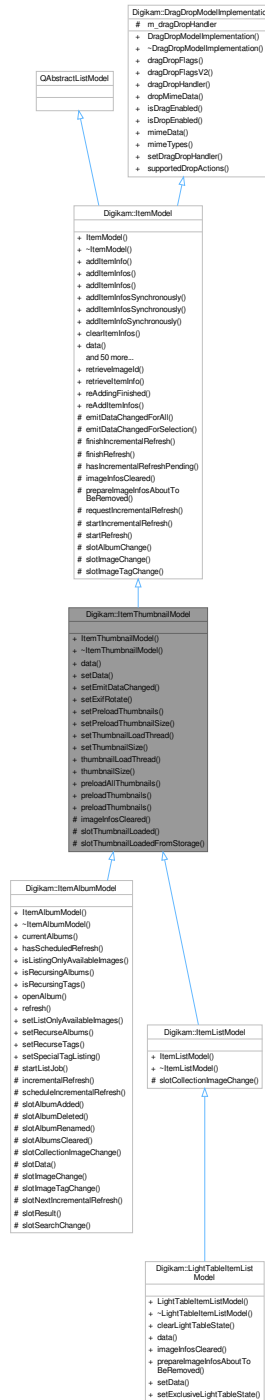 Digikam::DragDropModelImplementatio
# m_dragDropHandler
+ DragDropModelImplementation()
+ ~DragDropModelImplementation()
+ dragDropFlags()
+ dragDropFlagsV2()
+ dragDropHandler()
+ dropMimeData()
+ isDragEnabled()
+ isDropEnabled()
+ mimeData()
+ mimeTypes()
+ setDragDropHandler()
+ supportedDropActions()
QAbstractListModel
Digikam::ItemModel
+ ItemModel()
+ ~ItemModel()
+ addItemInfo()
+ addItemInfos()
+ addItemInfos()
+ addItemInfosSynchronously()
+ addItemInfosSynchronously()
+ addItemInfoSynchronously()
+ clearItemInfos()
+ data()
and 50 more...
+ retrieveImageId()
+ retrieveItemInfo()
+ reAddingFinished()
+ reAddItemInfos()
# emitDataChangedForAll()
# emitDataChangedForSelection()
# finishIncrementalRefresh()
# finishRefresh()
# hasIncrementalRefreshPending()
# imageInfosCleared()
# prepareImageInfosAboutTo
BeRemoved()
# requestIncrementalRefresh()
# startIncrementalRefresh()
# startRefresh()
# slotAlbumChange()
# slotImageChange()
# slotImageTagChange()
Digikam::ItemThumbnailModel
+ ItemThumbnailModel()
+ ~ItemThumbnailModel()
+ data()
+ setData()
+ setEmitDataChanged()
+ setExifRotate()
+ setPreloadThumbnails()
+ setPreloadThumbnailSize()
+ setThumbnailLoadThread()
+ setThumbnailSize()
+ thumbnailLoadThread()
+ thumbnailSize()
+ preloadAllThumbnails()
+ preloadThumbnails()
+ preloadThumbnails()
# imageInfosCleared()
# slotThumbnailLoaded()
# slotThumbnailLoadedFromStorage()
Digikam::ItemAlbumModel
+ ItemAlbumModel()
+ ~ItemAlbumModel()
+ currentAlbums()
+ hasScheduledRefresh()
+ isListingOnlyAvailableImages()
+ isRecursingAlbums()
+ isRecursingTags()
+ openAlbum()
+ refresh()
+ setListOnlyAvailableImages()
+ setRecurseAlbums()
+ setRecurseTags()
+ setSpecialTagListing()
# startListJob()
# incrementalRefresh()
# scheduleIncrementalRefresh()
# slotAlbumAdded()
# slotAlbumDeleted()
# slotAlbumRenamed()
# slotAlbumsCleared()
# slotCollectionImageChange()
# slotData()
# slotImageChange()
# slotImageTagChange()
# slotNextIncrementalRefresh()
# slotResult()
# slotSearchChange()
Digikam::ItemListModel
+ ItemListModel()
+ ~ItemListModel()
# slotCollectionImageChange()
Digikam::LightTableItemList
Model
+ LightTableItemListModel()
+ ~LightTableItemListModel()
+ clearLightTableState()
+ data()
+ imageInfosCleared()
+ prepareImageInfosAboutTo
BeRemoved()
+ setData()
+ setExclusiveLightTableState()